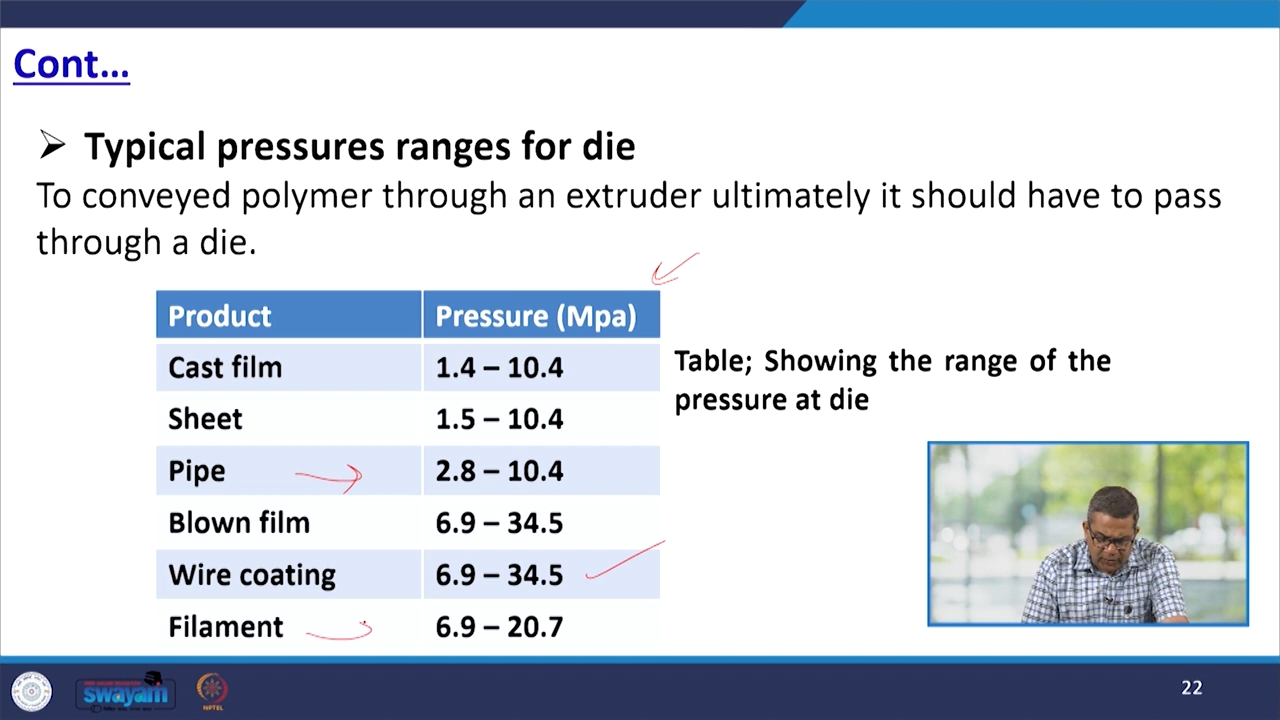 Cont...
➢ Typical pressures ranges for die
To conveyed polymer through an extruder ultimately it should have to pass
through a die.
Product Pressure (Mpa)
Cast film 1.4 – 10.4
Sheet 1.5 – 10.4
Pipe 2.8 – 10.4
Blown film 6.9 – 34.5
Wire coating 6.9 – 34.5
Filament 6.9 – 20.7
Table; Showing the range of the
pressure at die
swayam
NPTEL
22